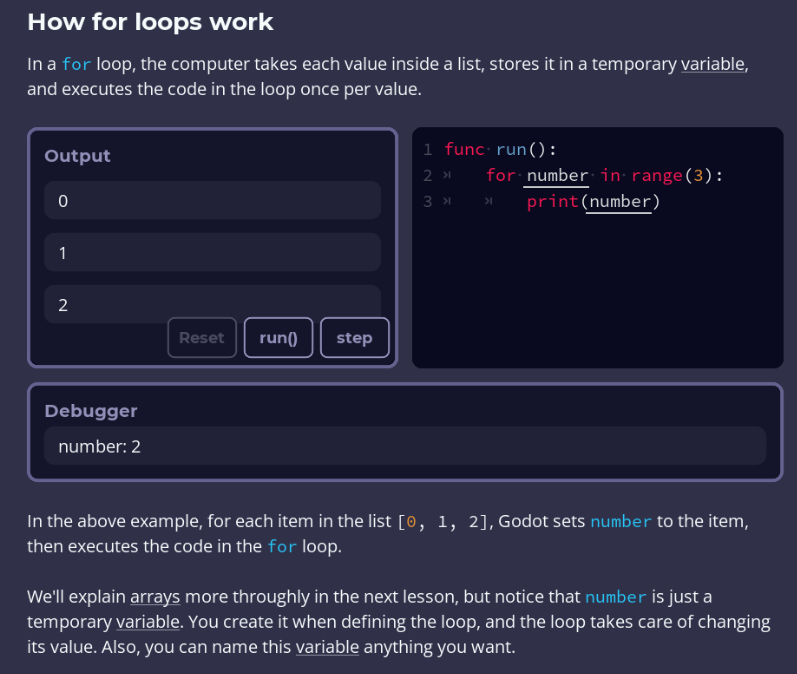 How for loops work
In a for loop, the computer takes each value inside a list, stores it in a temporary variable,
and executes the code in the loop once per value.
Output
0
1
2
Reset run() step
1 func run():
2 for number in range(3):
3 print(number)
Debugger
number: 2
In the above example, for each item in the list [0, 1, 2], Godot sets number to the item,
then executes the code in the for loop.
We'll explain arrays more throughly in the next lesson, but notice that number is just a
temporary variable. You create it when defining the loop, and the loop takes care of changing
its value. Also, you can name this variable anything you want.